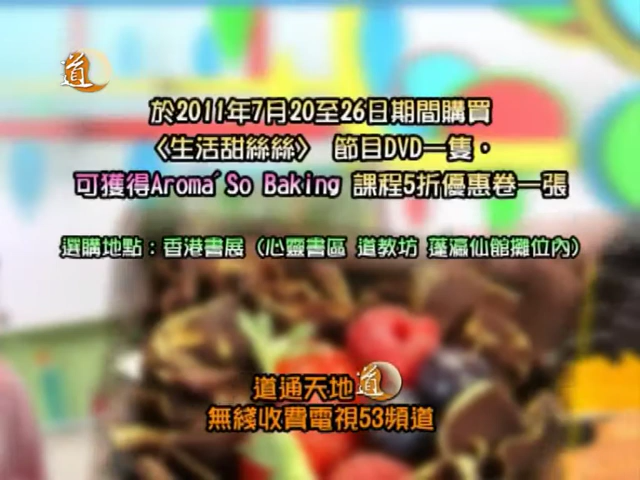 道
於2011年7月20至26日期間購買
〈生活甜絲絲〉 節目DVD一隻，
可獲得Aroma´So Baking 課程5折優惠卷一張
選購地點：香港書展 (心靈書區 道教坊 蓬瀛仙館攤位內)
道通天地道
無綫收費電視53頻道